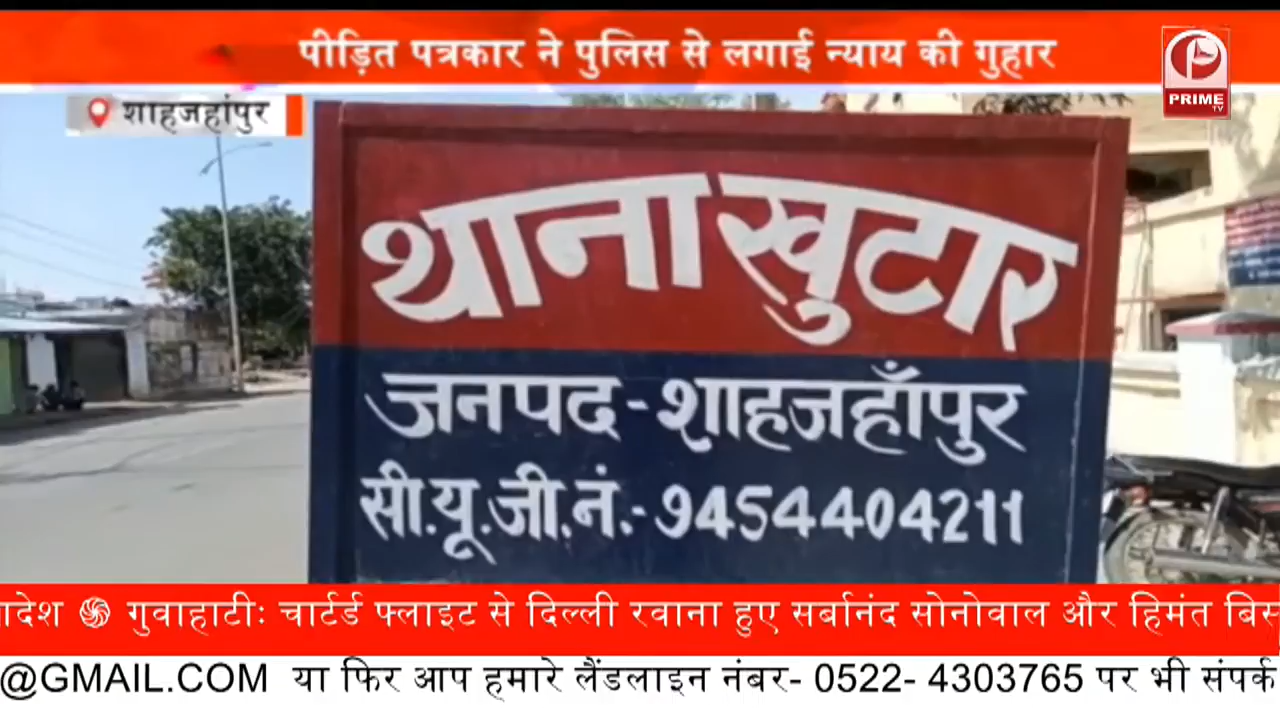 पीड़ित पत्रकार ने पुलिस से लगाई न्याय की गुहार
PRIME
TV
शाहजहांपुर
थाना खुटार
जनपद-शाहजहाँपुर
सी.यू.जी.नं.-9454404211
गुवाहाटीः चार्टर्ड फ्लाइट से दिल्ली रवाना हुए सर्बानंद सोनोवाल और हिमंत
@GMAIL.COM या फिर आप हमारे लैंडलाइन नंबर- 0522- 4303765 पर भी संपर्क